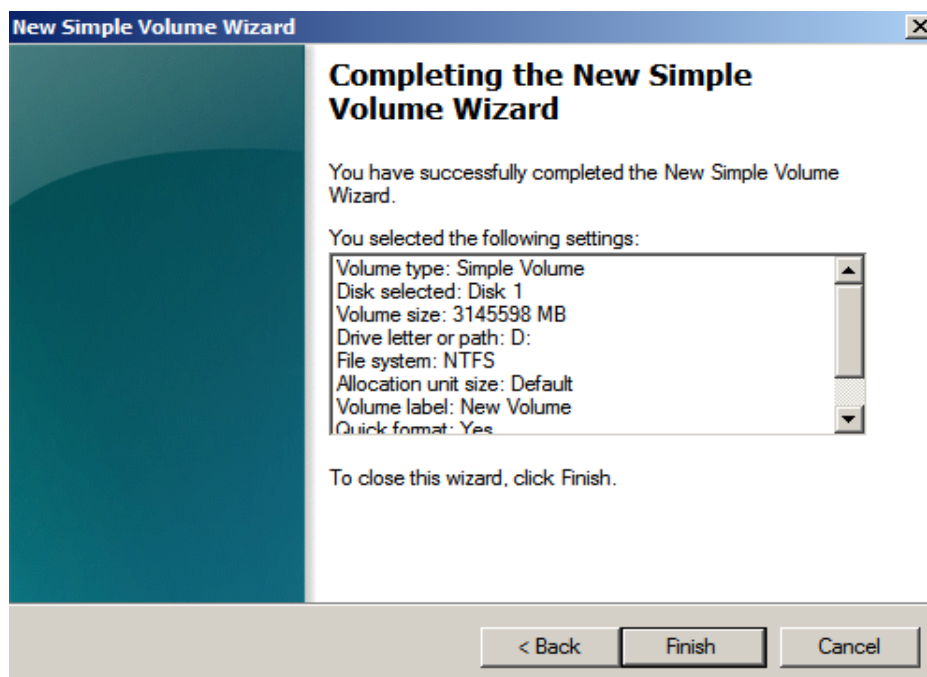 New Simple Volume Wizard
Completing the New Simple
Volume Wizard
You have successfully completed the New Simple Volume
Wizard.
You selected the following settings:
Volume type: Simple Volume
Disk selected: Disk 1
Volume size: 3145598 MB
Drive letter or path: D:
File system: NTFS
Allocation unit size: Default
Volume label: New Volume
Quick format: Yes
To close this wizard, click Finish.
< Back
Finish
Cancel